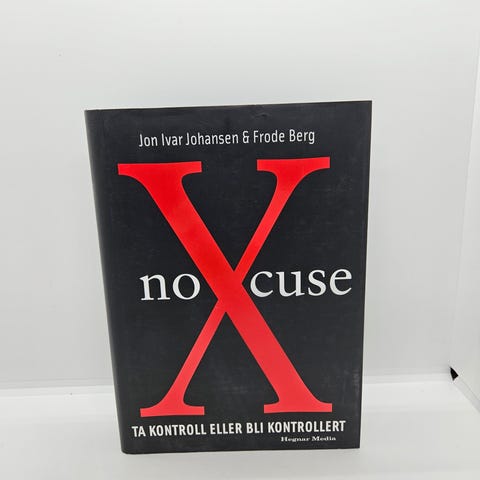 Jon Ivar Johansen & Frode Berg
noXcuse
TA KONTROLL ELLER BLI KONTROLLERT
Hegnar Media